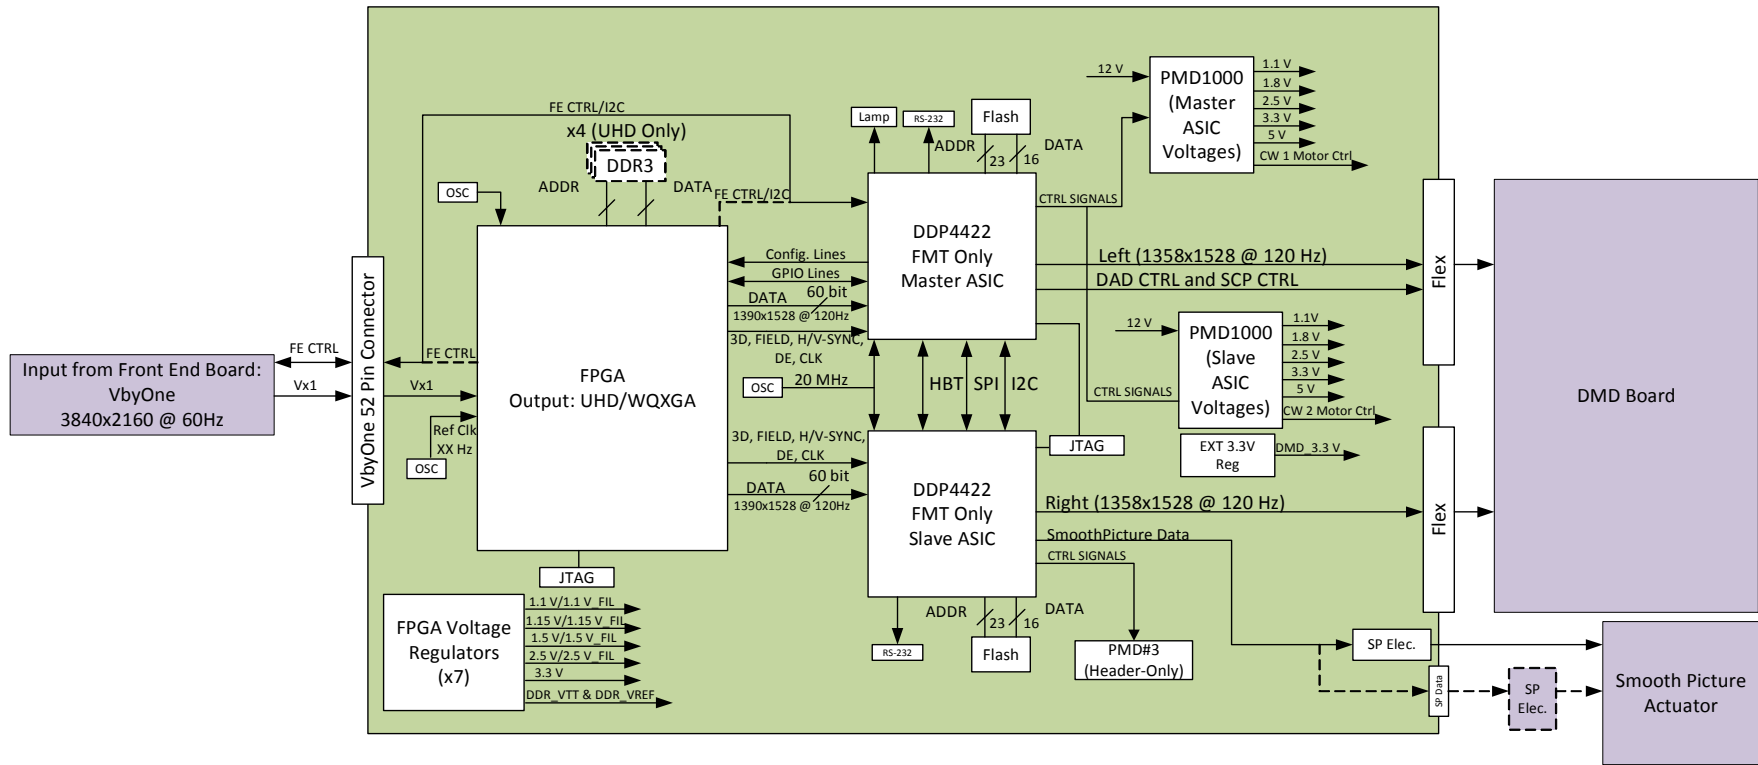 Input from Front End Board:
VbyOne
3840x2160 @ 60Hz
FE CTRL
Vx1
VbyOne 52 Pin Connector
FE CTRL
Vx1
Ref Clk
XX Hz
OSC
OSC
FE CTRL/I2C
x4 (UHD Only)
DDR3
ADDR
DATA
FE CTRL/I2C
FPGA
Output: UHD/WQXGA
JTAG
FPGA Voltage
Regulators
(x7)
1.1 V/1.1 V_FIL
1.15 V/1.15 V_FIL
1.5 V/1.5 V_FIL
2.5 V/2.5 V_FIL
3.3 V
DDR_VTT & DDR_VREF
Config. Lines
GPIO Lines
60 bit
DATA
1390x1528 @ 120Hz
3D, FIELD, H/V-SYNC,
DE, CLK
OSC
20 MHz
HBT
SPI
I2C
3D, FIELD, H/V-SYNC,
DE, CLK
60 bit
DATA
1390x1528 @ 120Hz
Lamp
RS-232
Flash
ADDR
23
16
DATA
DDP4422
FMT Only
Master ASIC
CTRL SIGNALS
12 V
PMD1000
(Master
ASIC
Voltages)
1.1 V
1.8 V
2.5 V
3.3 V
5 V
CW 1 Motor Ctrl
Left (1358x1528 @ 120 Hz)
DAD CTRL and SCP CTRL
12 V
CTRL SIGNALS
PMD1000
(Slave
ASIC
Voltages)
1.1V
1.8 V
2.5 V
3.3 V
5 V
CW 2 Motor Ctrl
JTAG
EXT 3.3V
Reg
DMD_3.3 V
DDP4422
FMT Only
Slave ASIC
Right (1358x1528 @ 120 Hz)
SmoothPicture Data
CTRL SIGNALS
RS-232
ADDR
23
16
DATA
Flash
PMD#3
(Header-Only)
Flex
Flex
DMD Board
SP Elec.
SP Data
SP
Elec.
Smooth Picture
Actuator